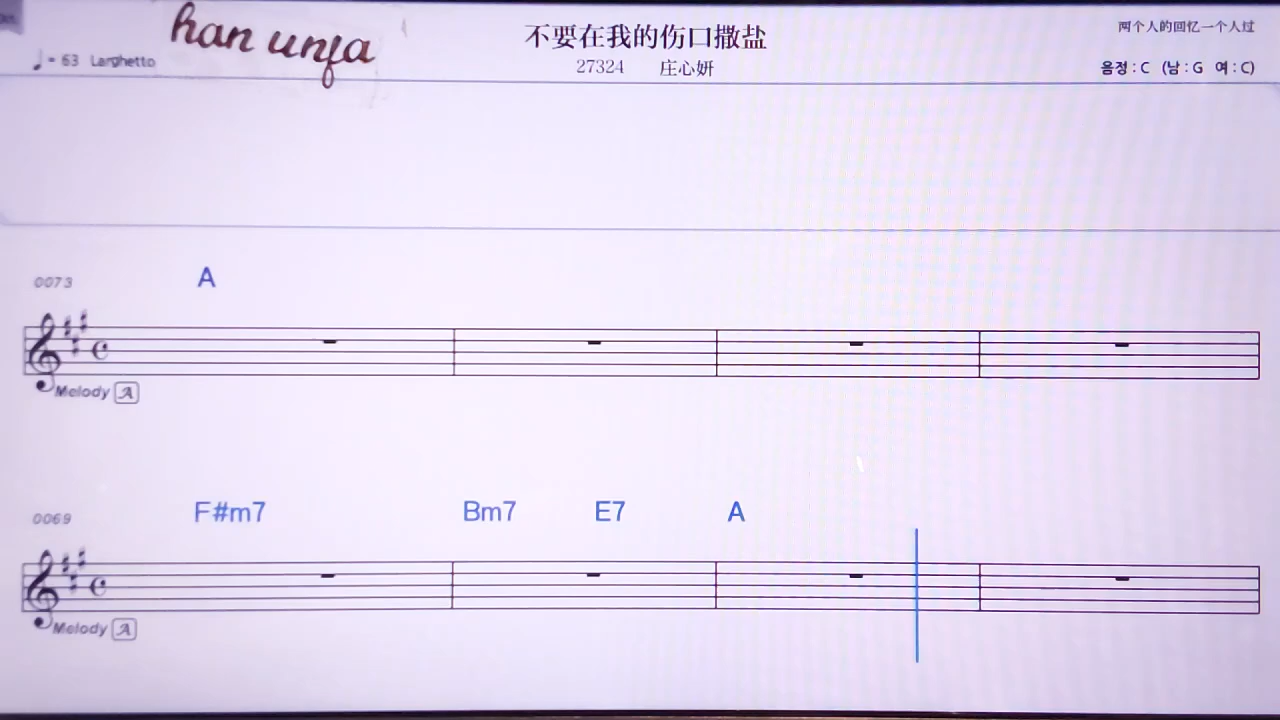 han unfa
不要在我的伤口撒盐
两个人的回忆一个人过
♩= 63 Larghetto
27324 庄心妍
음정 : C (남 : G 여 : C)
0073 A
Melody A
0069 F#m7 Bm7 E7 A
Melody A